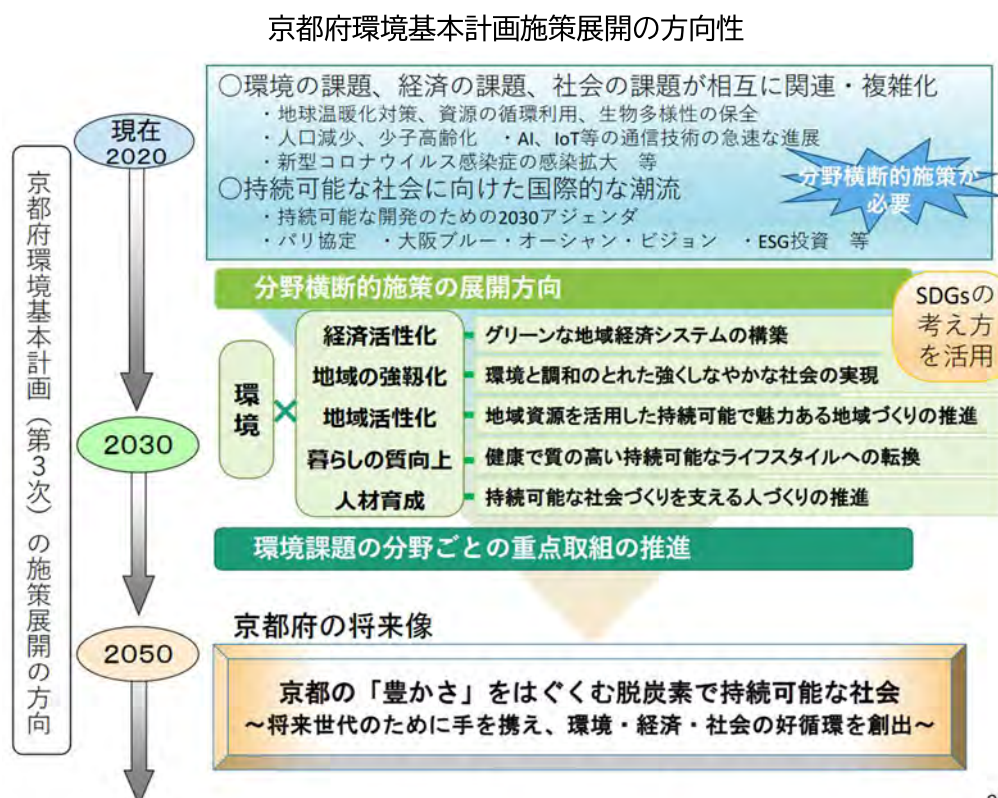 京都府環境基本計画施策展開の方向性
京都府環境基本計画（第3次）の施策展開の方向
現在
2020
○環境の課題、経済の課題、社会の課題が相互に関連・複雑化
・地球温暖化対策、資源の循環利用、生物多様性の保全
・人口減少、少子高齢化　・AI、IoT等の通信技術の急速な進展
・新型コロナウイルス感染症の感染拡大　等
○持続可能な社会に向けた国際的な潮流
・持続可能な開発のための2030アジェンダ
・パリ協定　・大阪ブルー・オーシャン・ビジョン　・ESG投資　等
分野横断的施策が
必要
分野横断的施策の展開方向
SDGsの
考え方
を活用
2030
環境
×
経済活性化　グリーンな地域経済システムの構築
地域の強靱化　環境と調和のとれた強くしなやかな社会の実現
地域活性化　地域資源を活用した持続可能で魅力ある地域づくりの推進
暮らしの質向上　健康で質の高い持続可能なライフスタイルへの転換
人材育成　持続可能な社会づくりを支える人づくりの推進
環境課題の分野ごとの重点取組の推進
2050
京都府の将来像
京都の「豊かさ」をはぐくむ脱炭素で持続可能な社会
～将来世代のために手を携え、環境・経済・社会の好循環を創出～